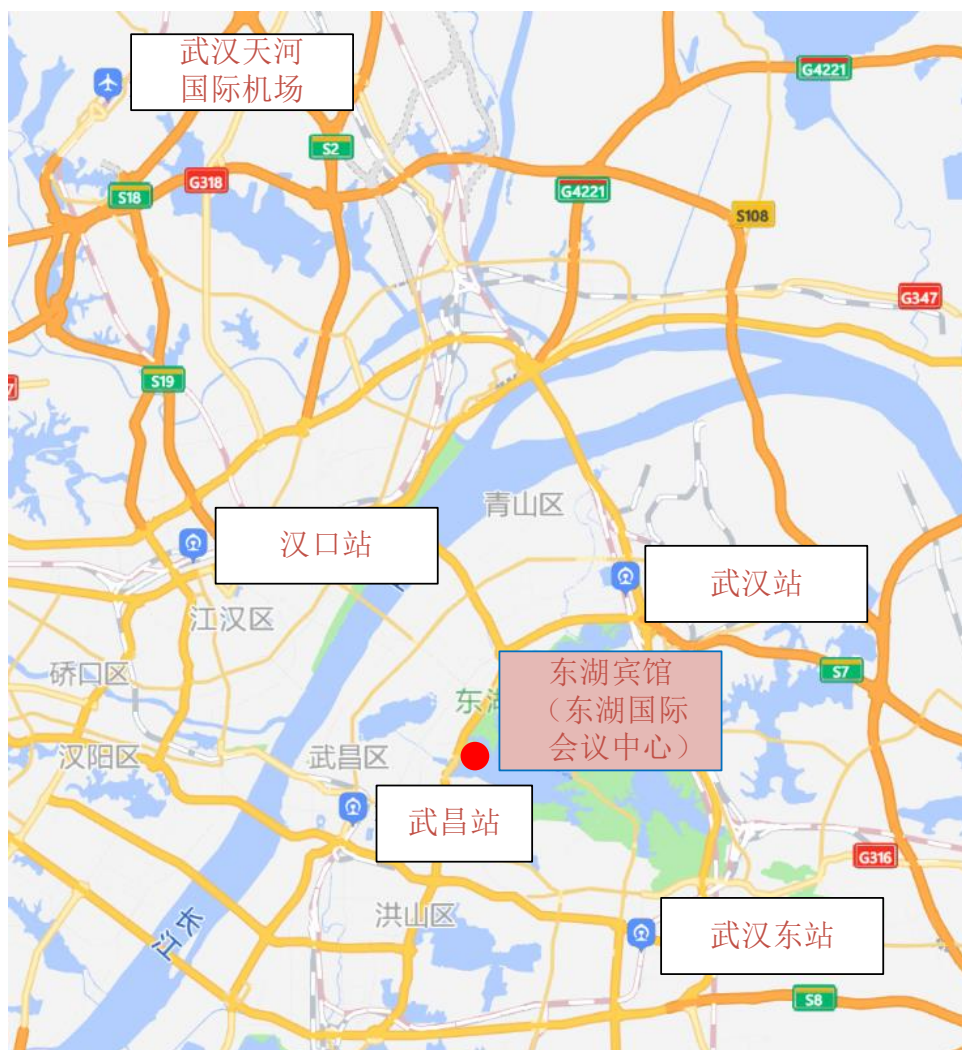 武汉天河
国际机场
G4221
S2
G318
S18
G4221
S108
G347
S19
青山区
汉口站
武汉站
江汉区
东湖宾馆
（东湖国际
会议中心）
东湖
硚口区
S7
汉阳区
武昌区
武昌站
G316
洪山区
武汉东站
长江
S8